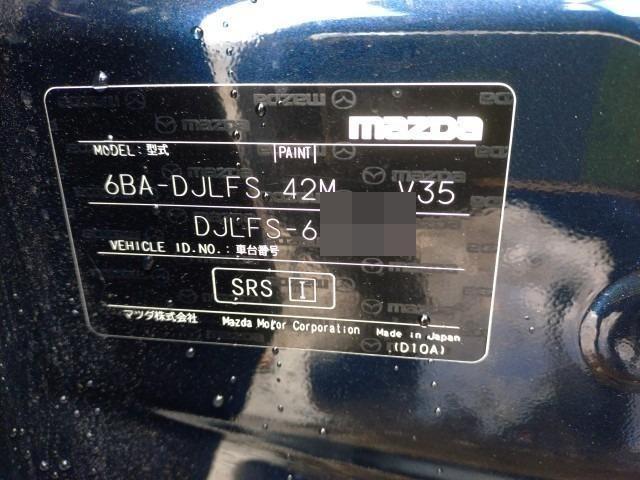 mazda
MODEL: 型式 PAINT
6BA-DJLFS 42M V35
DJLFS-6
VEHICLE ID.NO.: 車台番号
SRS I
マツダ株式会社 Mazda Motor Corporation Made in Japan
(D10A)